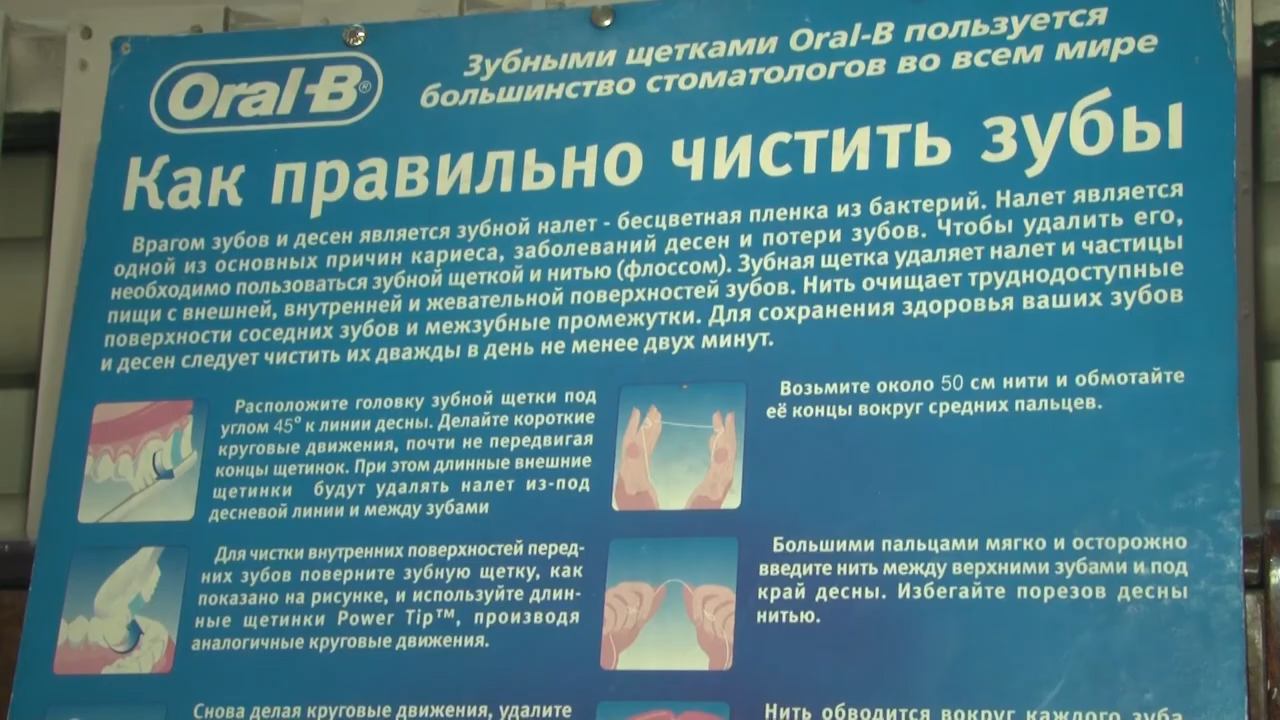 Oral-B®
Зубными щетками Oral-B пользуется
большинство стоматологов во всем мире
Как правильно чистить зубы
Врагом зубов и десен является зубной налет - бесцветная пленка из бактерий. Налет является
одной из основных причин кариеса, заболеваний десен и потери зубов. Чтобы удалить его,
необходимо пользоваться зубной щеткой и нитью (флоссом). Зубная щетка удаляет налет и частицы
пищи с внешней, внутренней и жевательной поверхностей зубов. Нить очищает труднодоступные
поверхности соседних зубов и межзубные промежутки. Для сохранения здоровья ваших зубов
и десен следует чистить их дважды в день не менее двух минут.
Расположите головку зубной щетки под
углом 45° к линии десны. Делайте короткие
круговые движения, почти не передвигая
концы щетинок. При этом длинные внешние
щетинки будут удалять налет из-под
десневой линии и между зубами
Для чистки внутренних поверхностей перед-
них зубов поверните зубную щетку, как
показано на рисунке, и используйте длин-
ные щетинки Power Tip™, производя
аналогичные круговые движения.
Снова делая круговые движения, удалите
Возьмите около 50 см нити и обмотайте
её концы вокруг средних пальцев.
Большими пальцами мягко и осторожно
введите нить между верхними зубами и под
край десны. Избегайте порезов десны
нитью.
Нить обводится вокруг каждого зуба